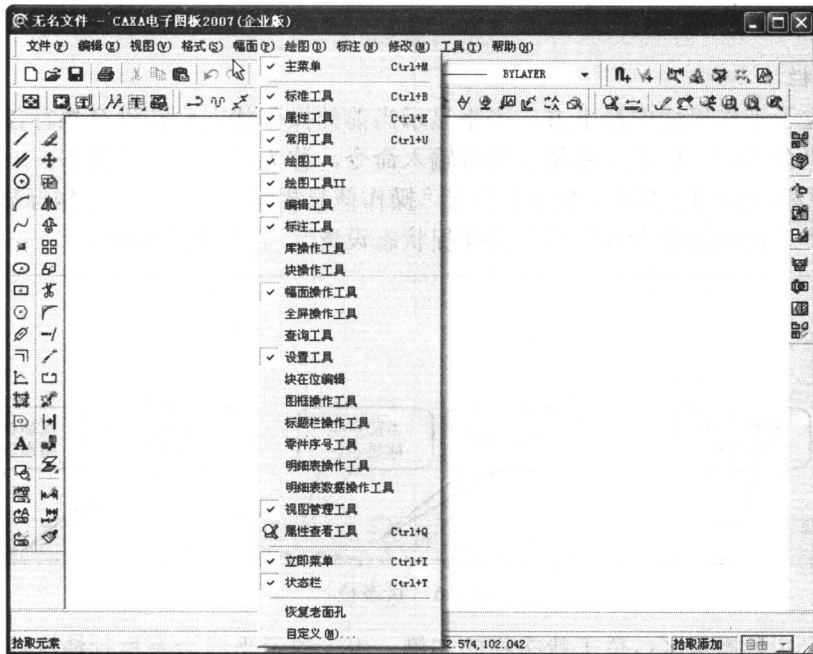 无名文件 - CAXA电子图板2007(企业版)
文件(F) 编辑(E) 视图(V) 格式(S) 幅面(P) 绘图(D) 标注(N) 修改(M) 工具(T) 帮助(H)
主菜单 Ctrl+M
BYLAYER
标准工具 Ctrl+B
属性工具 Ctrl+E
常用工具 Ctrl+U
绘图工具
绘图工具II
编辑工具
标注工具
库操作工具
块操作工具
幅面操作工具
全屏操作工具
查询工具
设置工具
块在位编辑
图框操作工具
标题栏操作工具
零件序号工具
明细表操作工具
明细表数据操作工具
视图管理工具
属性查看工具 Ctrl+Q
立即菜单 Ctrl+I
状态栏 Ctrl+T
恢复老面孔
自定义(M)...
拾取元素
2.574,102.042
拾取添加
自由